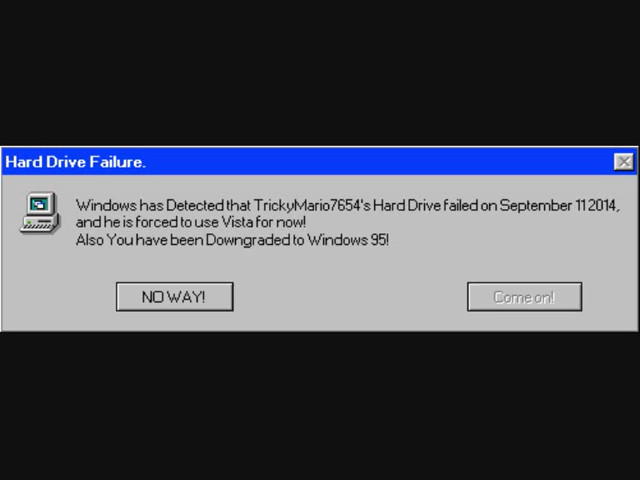 Hard Drive Failure.
Windows has Detected that TrickyMario7654's Hard Drive failed on September 11 2014,
and he is forced to use Vista for now!
Also You have been Downgraded to Windows 95!
NO WAY!
Come on!